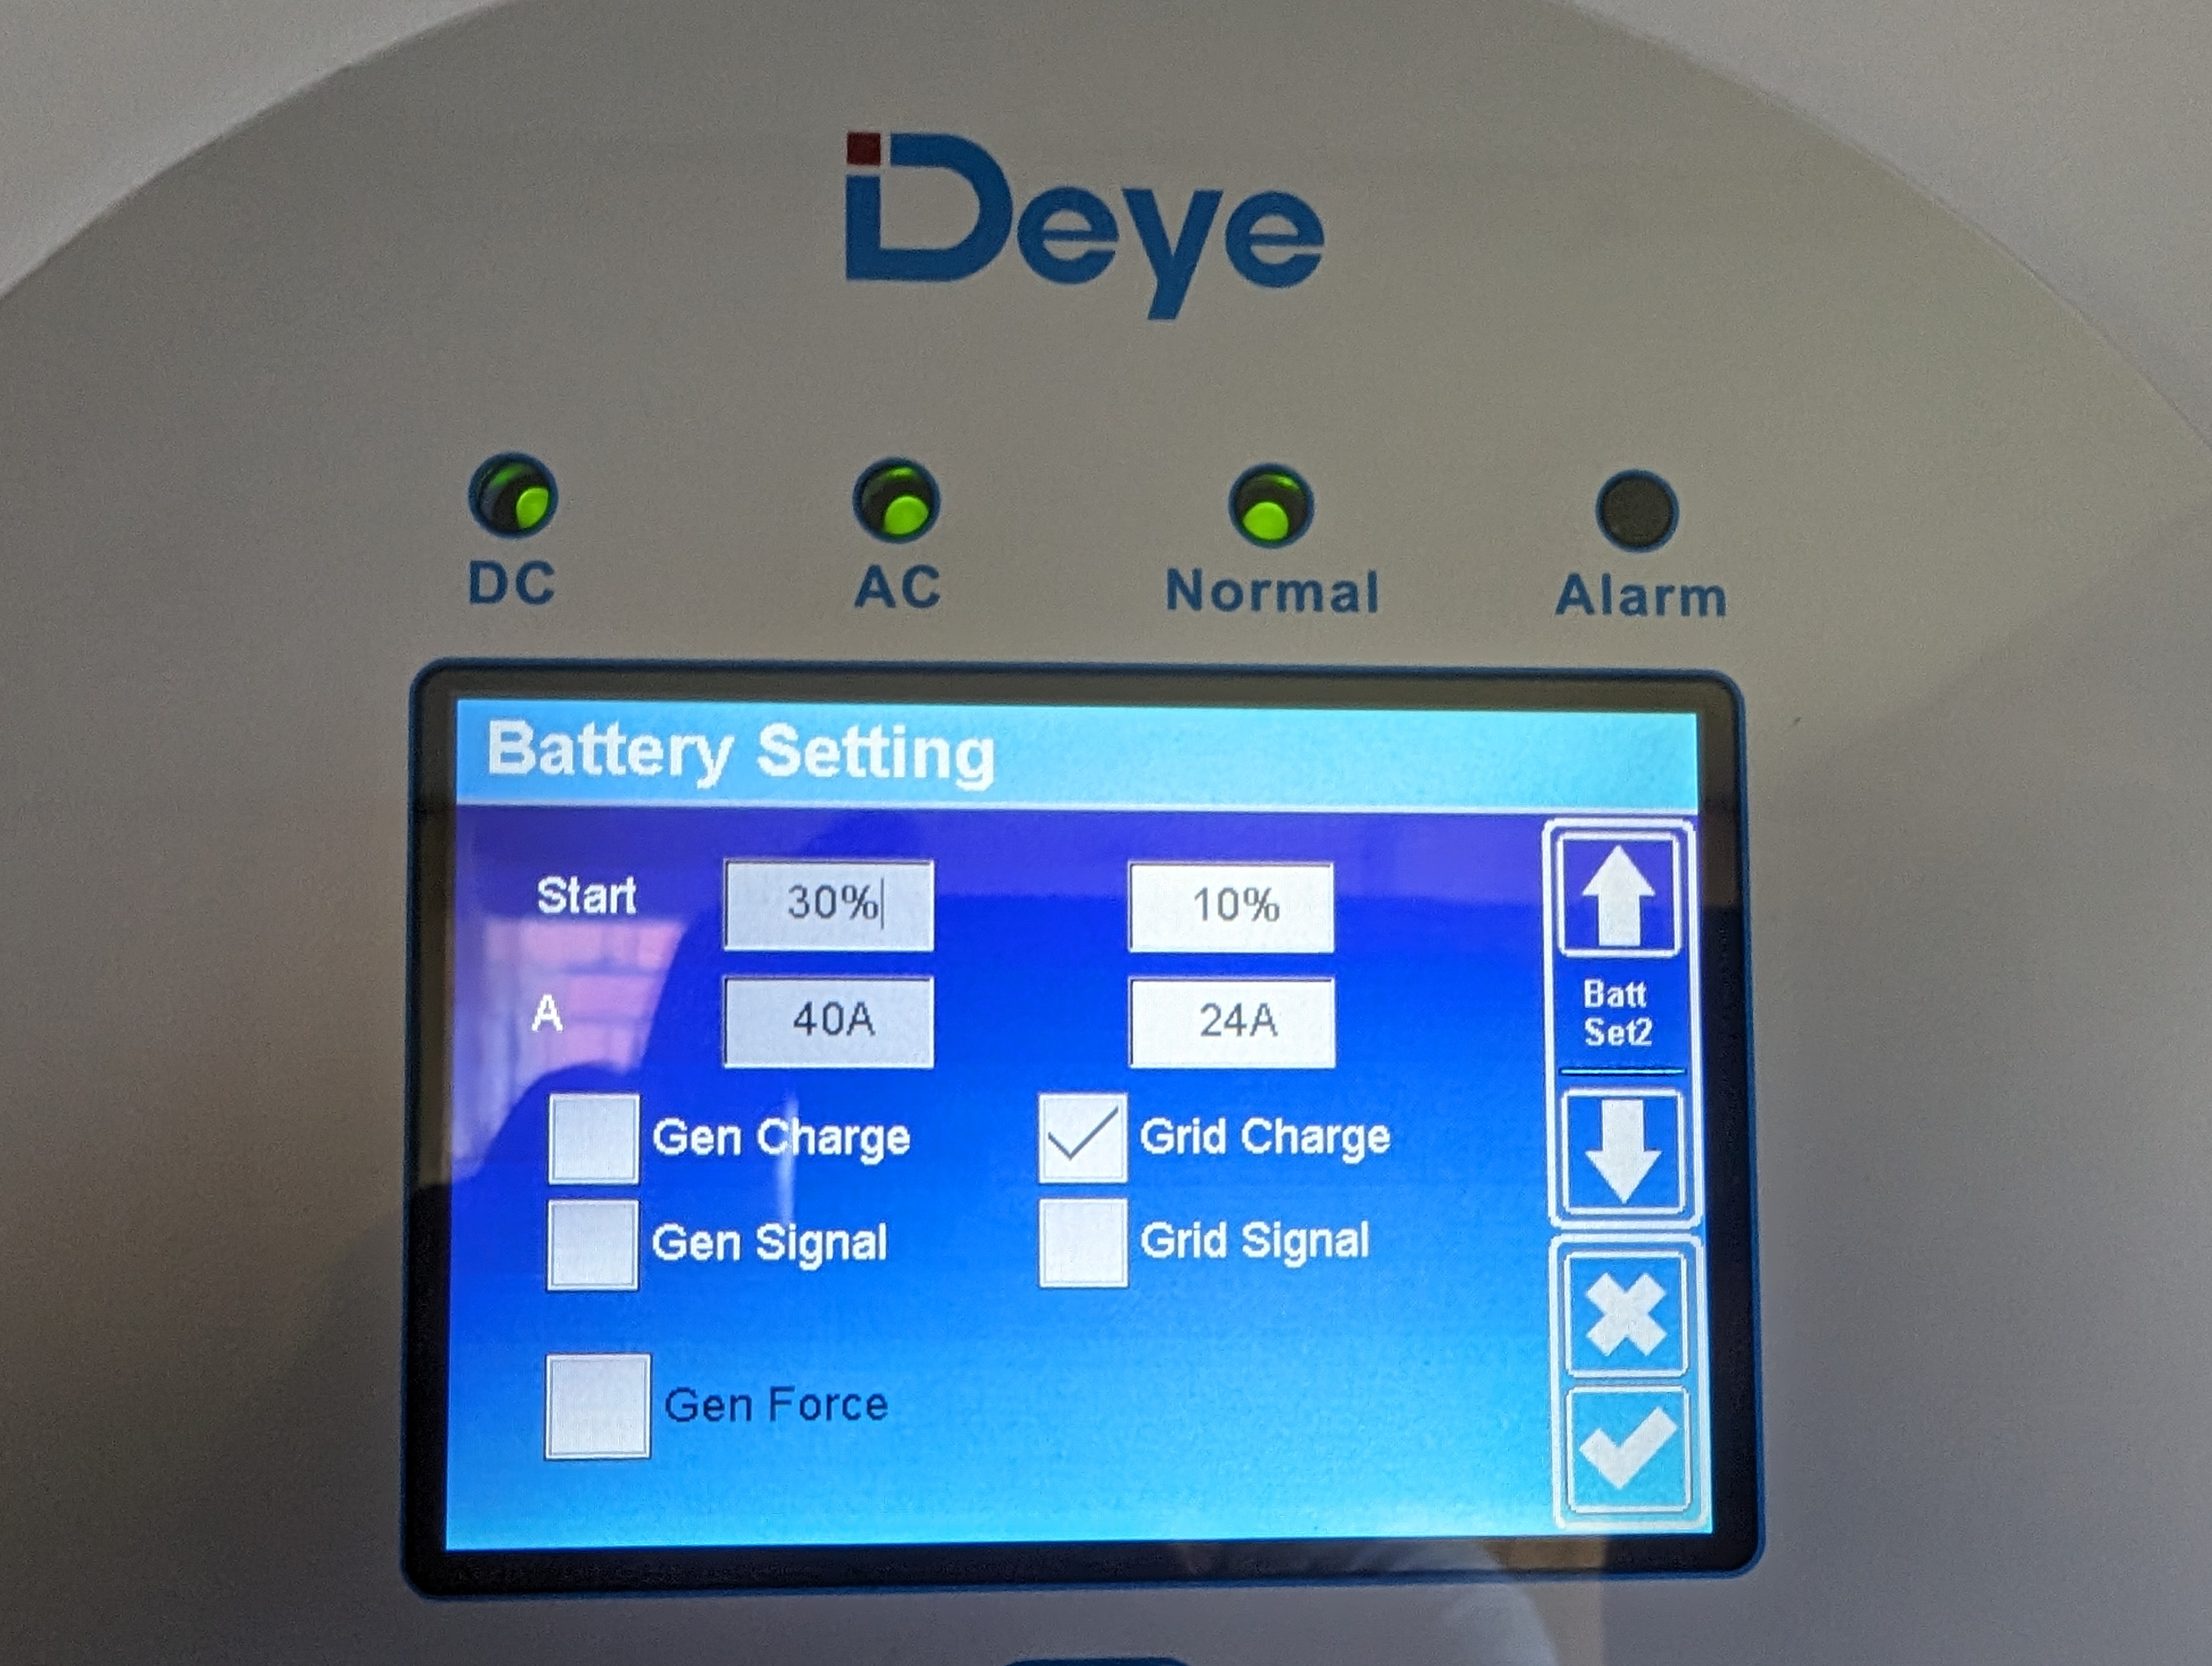 Deye
DC AC Normal Alarm
Battery Setting
Start 30% 10%
A 40A 24A
Batt
Set2
Gen Charge Grid Charge
Gen Signal Grid Signal
Gen Force